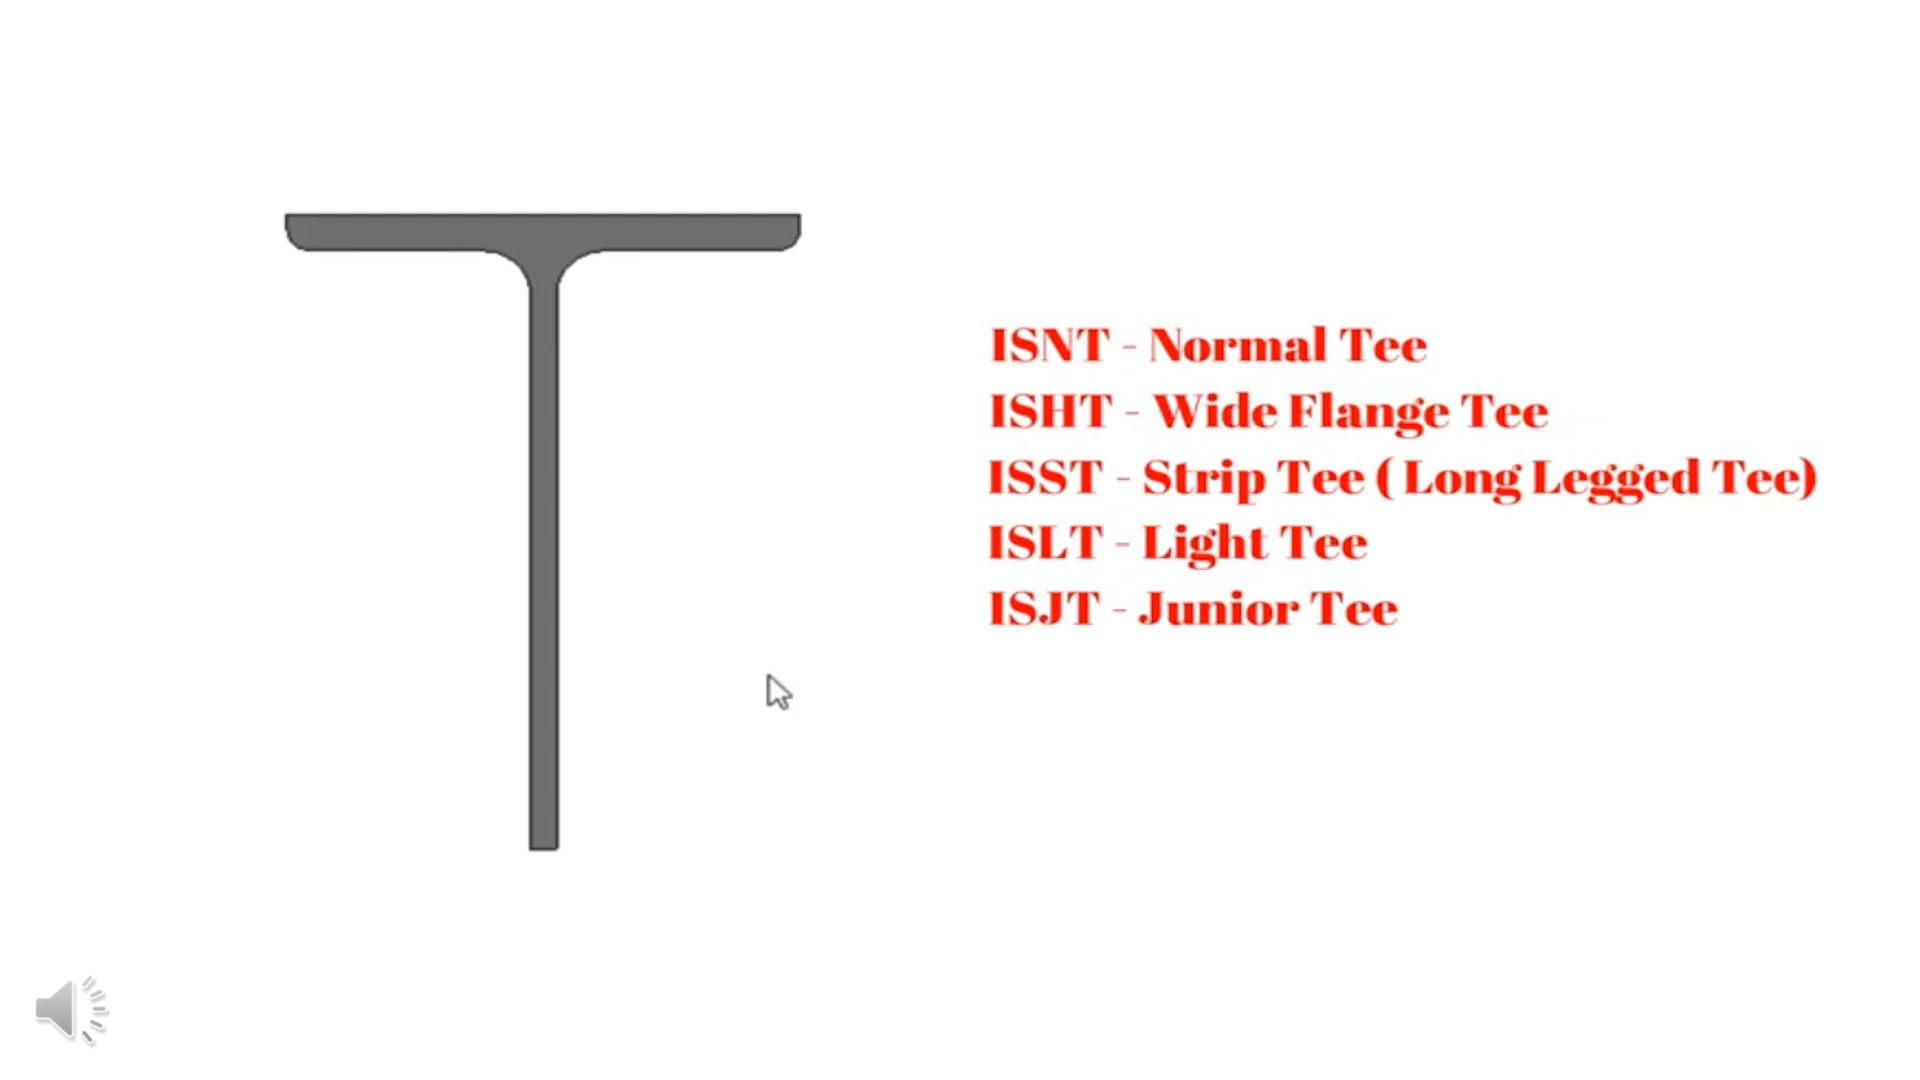 ISNT - Normal Tee
ISHT - Wide Flange Tee
ISST - Strip Tee ( Long Legged Tee)
ISLT - Light Tee
ISJT - Junior Tee